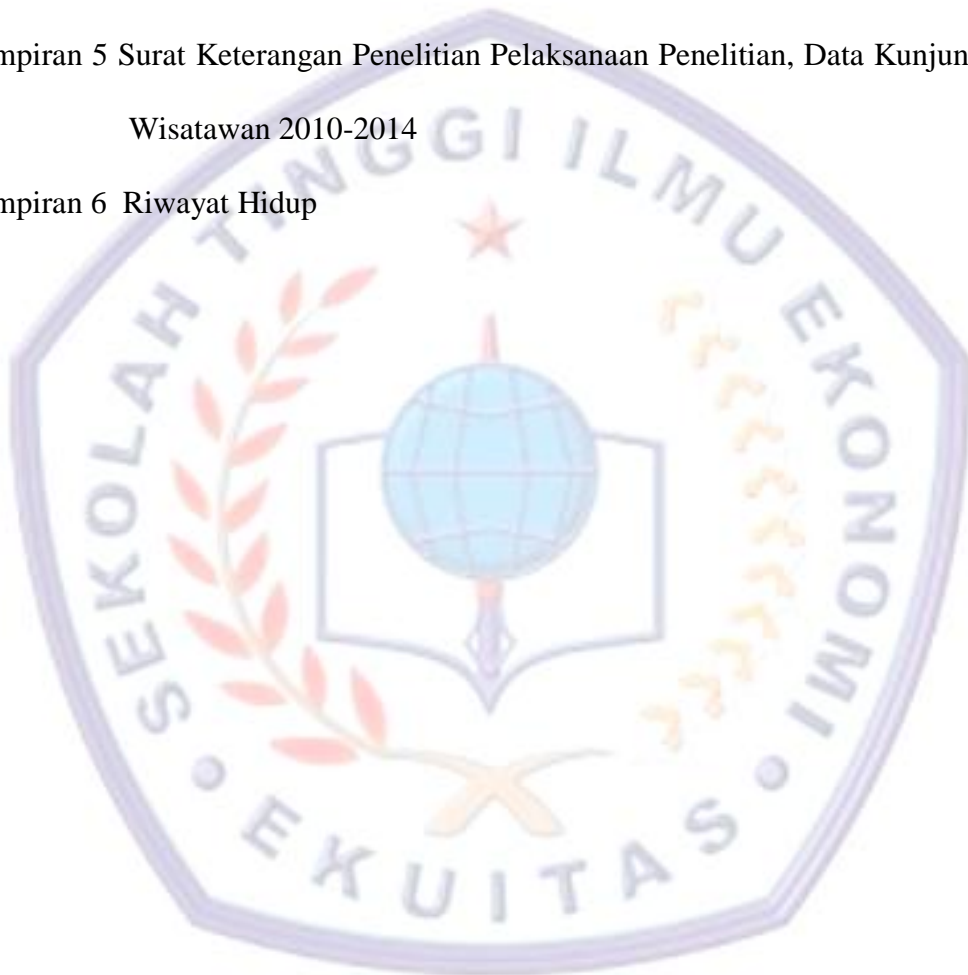 mpiran 5 Surat Keterangan Penelitian Pelaksanaan Penelitian, Data Kunjun
Wisatawan 2010-2014
mpiran 6 Riwayat Hidup
SEKOLAH TINGGI ILMU EKONOMI
• EKUITAS •